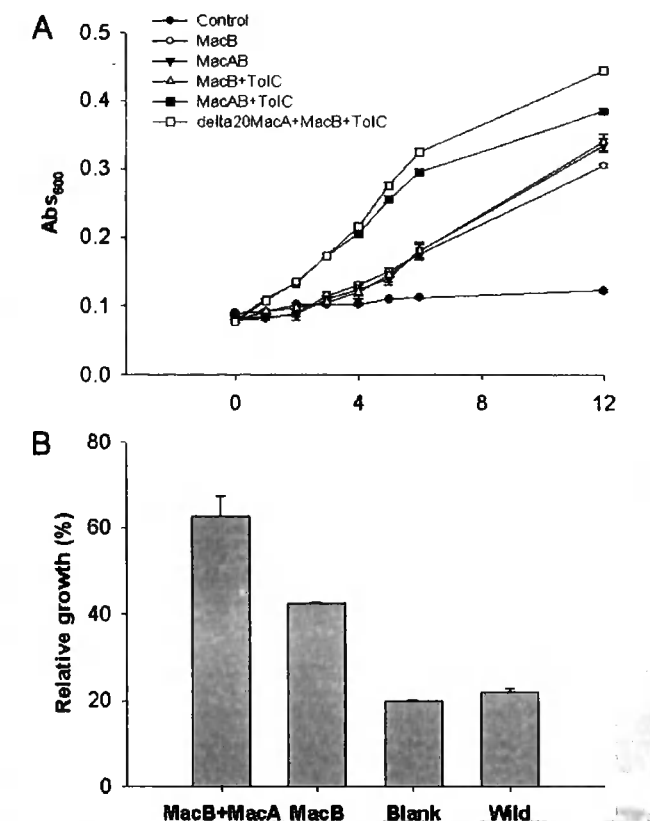 A
Control
MacB
MacAB
MacB+TolC
MacAB+TolC
delta20MacA+MacB+TolC
0.5
0.4
0.3
0.2
0.1
0.0
Abs600
0 4 8 12
B
80
60
40
20
0
Relative growth (%)
MacB+MacA MacB Blank Wild